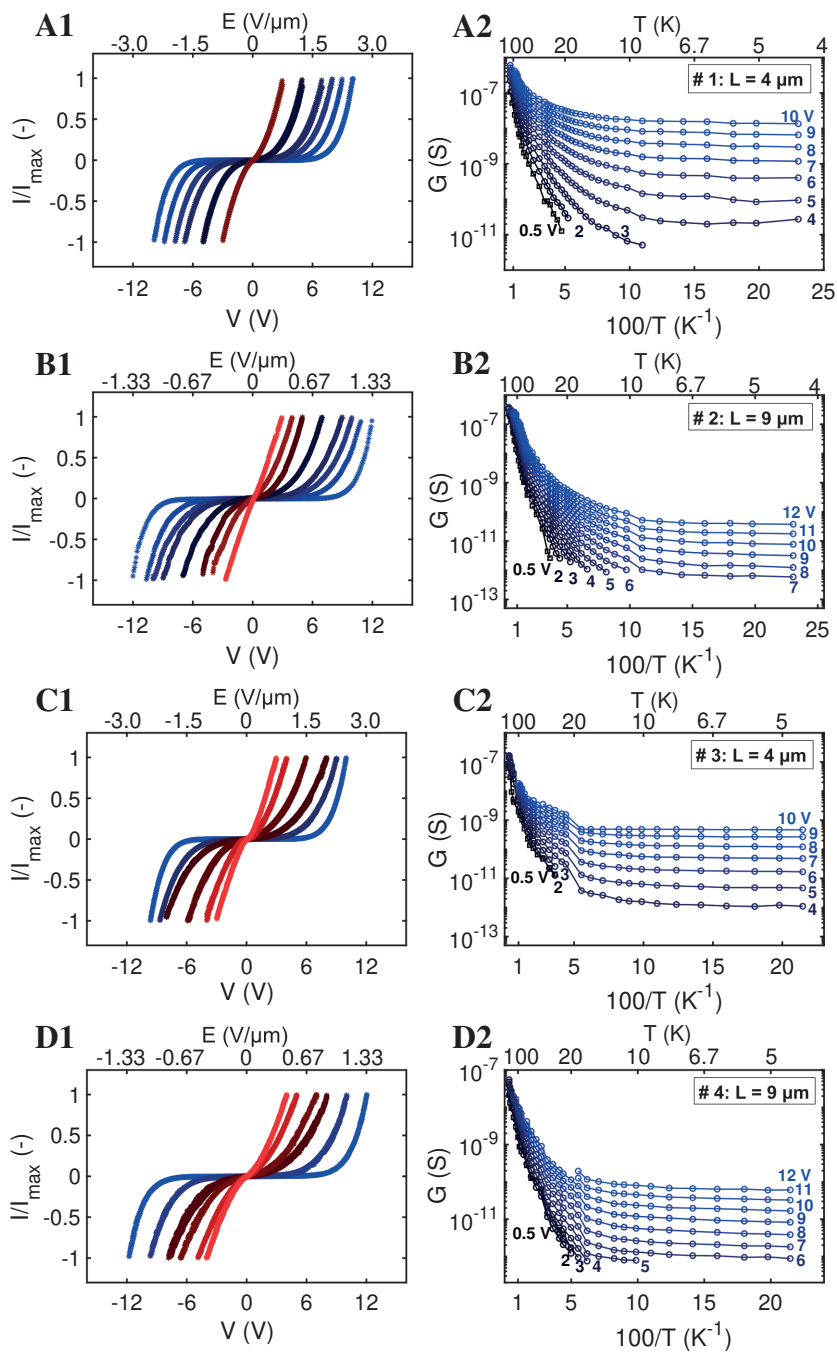 A1
E (V/µm)
-3.0 -1.5 0 1.5 3.0
I/I_max (-)
1
0.5
0
-0.5
-1
-12 -6 0 6 12
V (V)
A2
T (K)
100 20 10 6.7 5 4
# 1: L = 4 µm
G (S)
10^-7
10^-9
10^-11
10 V
9
8
7
6
5
4
0.5 V 2 3
1 5 10 15 20 25
100/T (K^-1)
B1
E (V/µm)
-1.33 -0.67 0 0.67 1.33
I/I_max (-)
1
0.5
0
-0.5
-1
-12 -6 0 6 12
V (V)
B2
T (K)
100 20 10 6.7 5 4
# 2: L = 9 µm
G (S)
10^-7
10^-9
10^-11
10^-13
12 V
11
10
9
8
7
0.5 V 2 3 4 5 6
1 5 10 15 20 25
100/T (K^-1)
C1
E (V/µm)
-3.0 -1.5 0 1.5 3.0
I/I_max (-)
1
0.5
0
-0.5
-1
-12 -6 0 6 12
V (V)
C2
T (K)
100 20 10 6.7 5
# 3: L = 4 µm
G (S)
10^-7
10^-9
10^-11
10^-13
10 V
9
8
7
6
5
4
0.5 V 2 3
1 5 10 15 20
100/T (K^-1)
D1
E (V/µm)
-1.33 -0.67 0 0.67 1.33
I/I_max (-)
1
0.5
0
-0.5
-1
-12 -6 0 6 12
V (V)
D2
T (K)
100 20 10 6.7 5
# 4: L = 9 µm
G (S)
10^-7
10^-9
10^-11
12 V
11
10
9
8
7
6
0.5 V 2 3 4 5
1 5 10 15 20
100/T (K^-1)